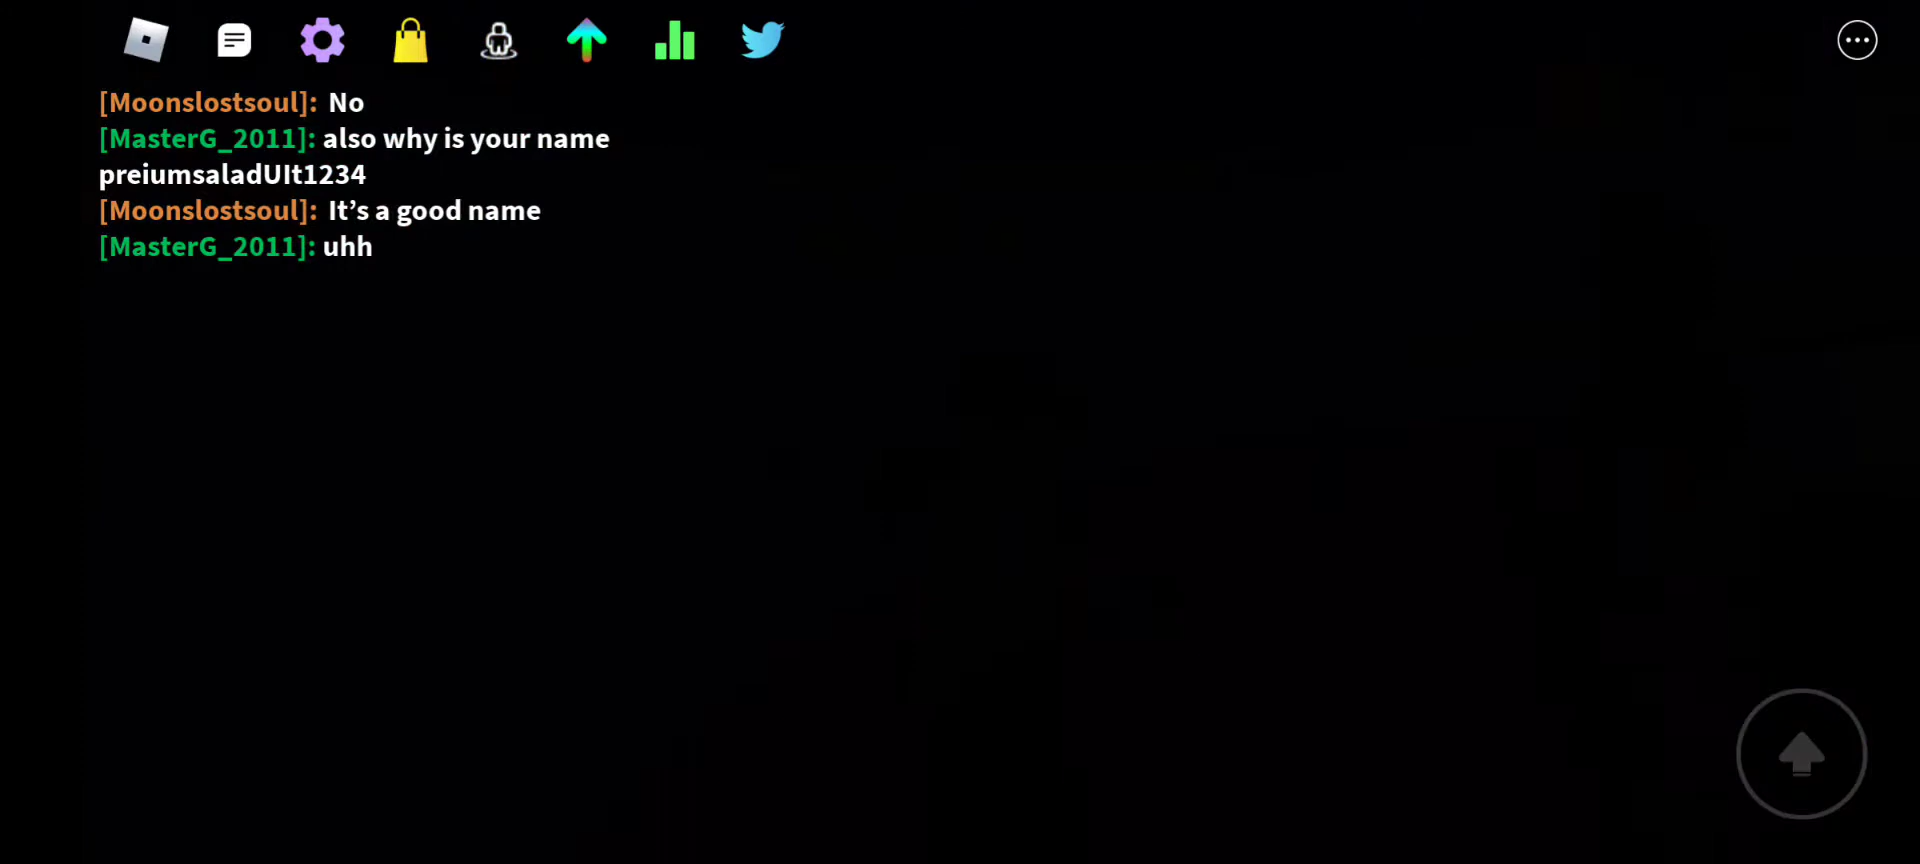 [Moonslostsoul]: No
[MasterG_2011]: also why is your name
preiumsaladUIt1234
[Moonslostsoul]: It’s a good name
[MasterG_2011]: uhh